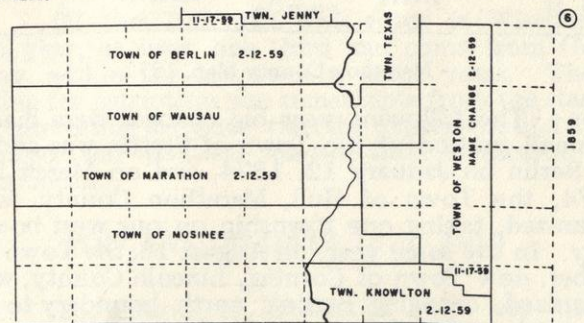 TWN. JENNY
11-17-59
6
TOWN OF BERLIN 2-12-59
TWN. TEXAS
TOWN OF WAUSAU
TOWN OF WESTON
NAME CHANGE 2-12-59
1859
TOWN OF MARATHON 2-12-59
TOWN OF MOSINEE
11-17-59
TWN. KNOWLTON
2-12-59